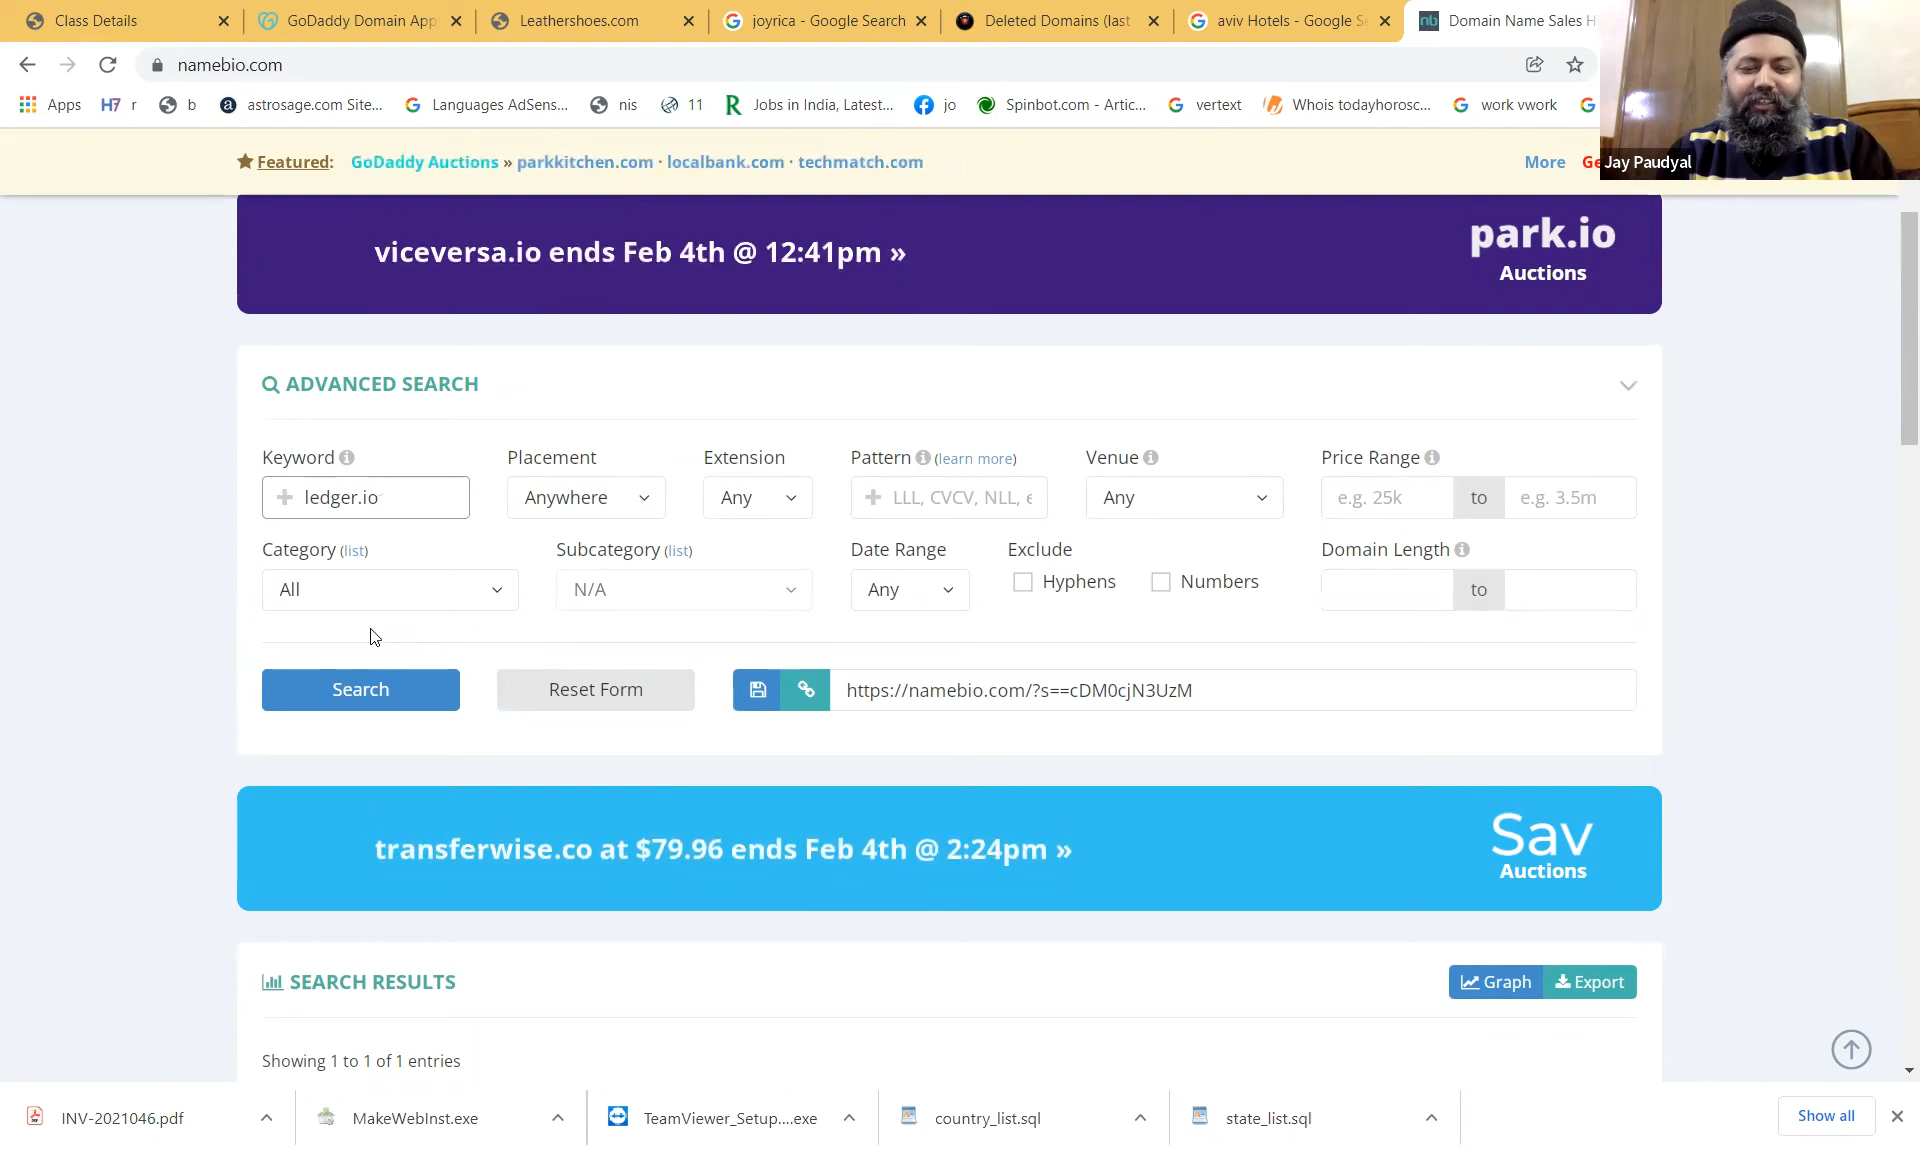 Class Details
GoDaddy Domain App
Leathershoes.com
joyrica - Google Search
Deleted Domains (last
aviv Hotels - Google Se
nb Domain Name Sales H
namebio.com
Apps
H7 r
b
a astrosage.com Site...
Languages AdSens...
nis
11
R Jobs in India, Latest...
jo
Spinbot.com - Artic...
vertext
Whois todayhorosc...
work vwork
Featured: GoDaddy Auctions » parkkitchen.com · localbank.com · techmatch.com
More
Ge
Jay Paudyal
viceversa.io ends Feb 4th @ 12:41pm »
park.io
Auctions
ADVANCED SEARCH
Keyword
Placement
Extension
Pattern (learn more)
Venue
Price Range
ledger.io
Anywhere
Any
LLL, CVCV, NLL, e
Any
e.g. 25k to e.g. 3.5m
Category (list)
Subcategory (list)
Date Range
Exclude
Domain Length
All
N/A
Any
Hyphens
Numbers
to
Search
Reset Form
https://namebio.com/?s==cDM0cjN3UzM
transferwise.co at $79.96 ends Feb 4th @ 2:24pm »
Sav
Auctions
SEARCH RESULTS
Graph
Export
Showing 1 to 1 of 1 entries
INV-2021046.pdf
MakeWebInst.exe
TeamViewer_Setup....exe
country_list.sql
state_list.sql
Show all